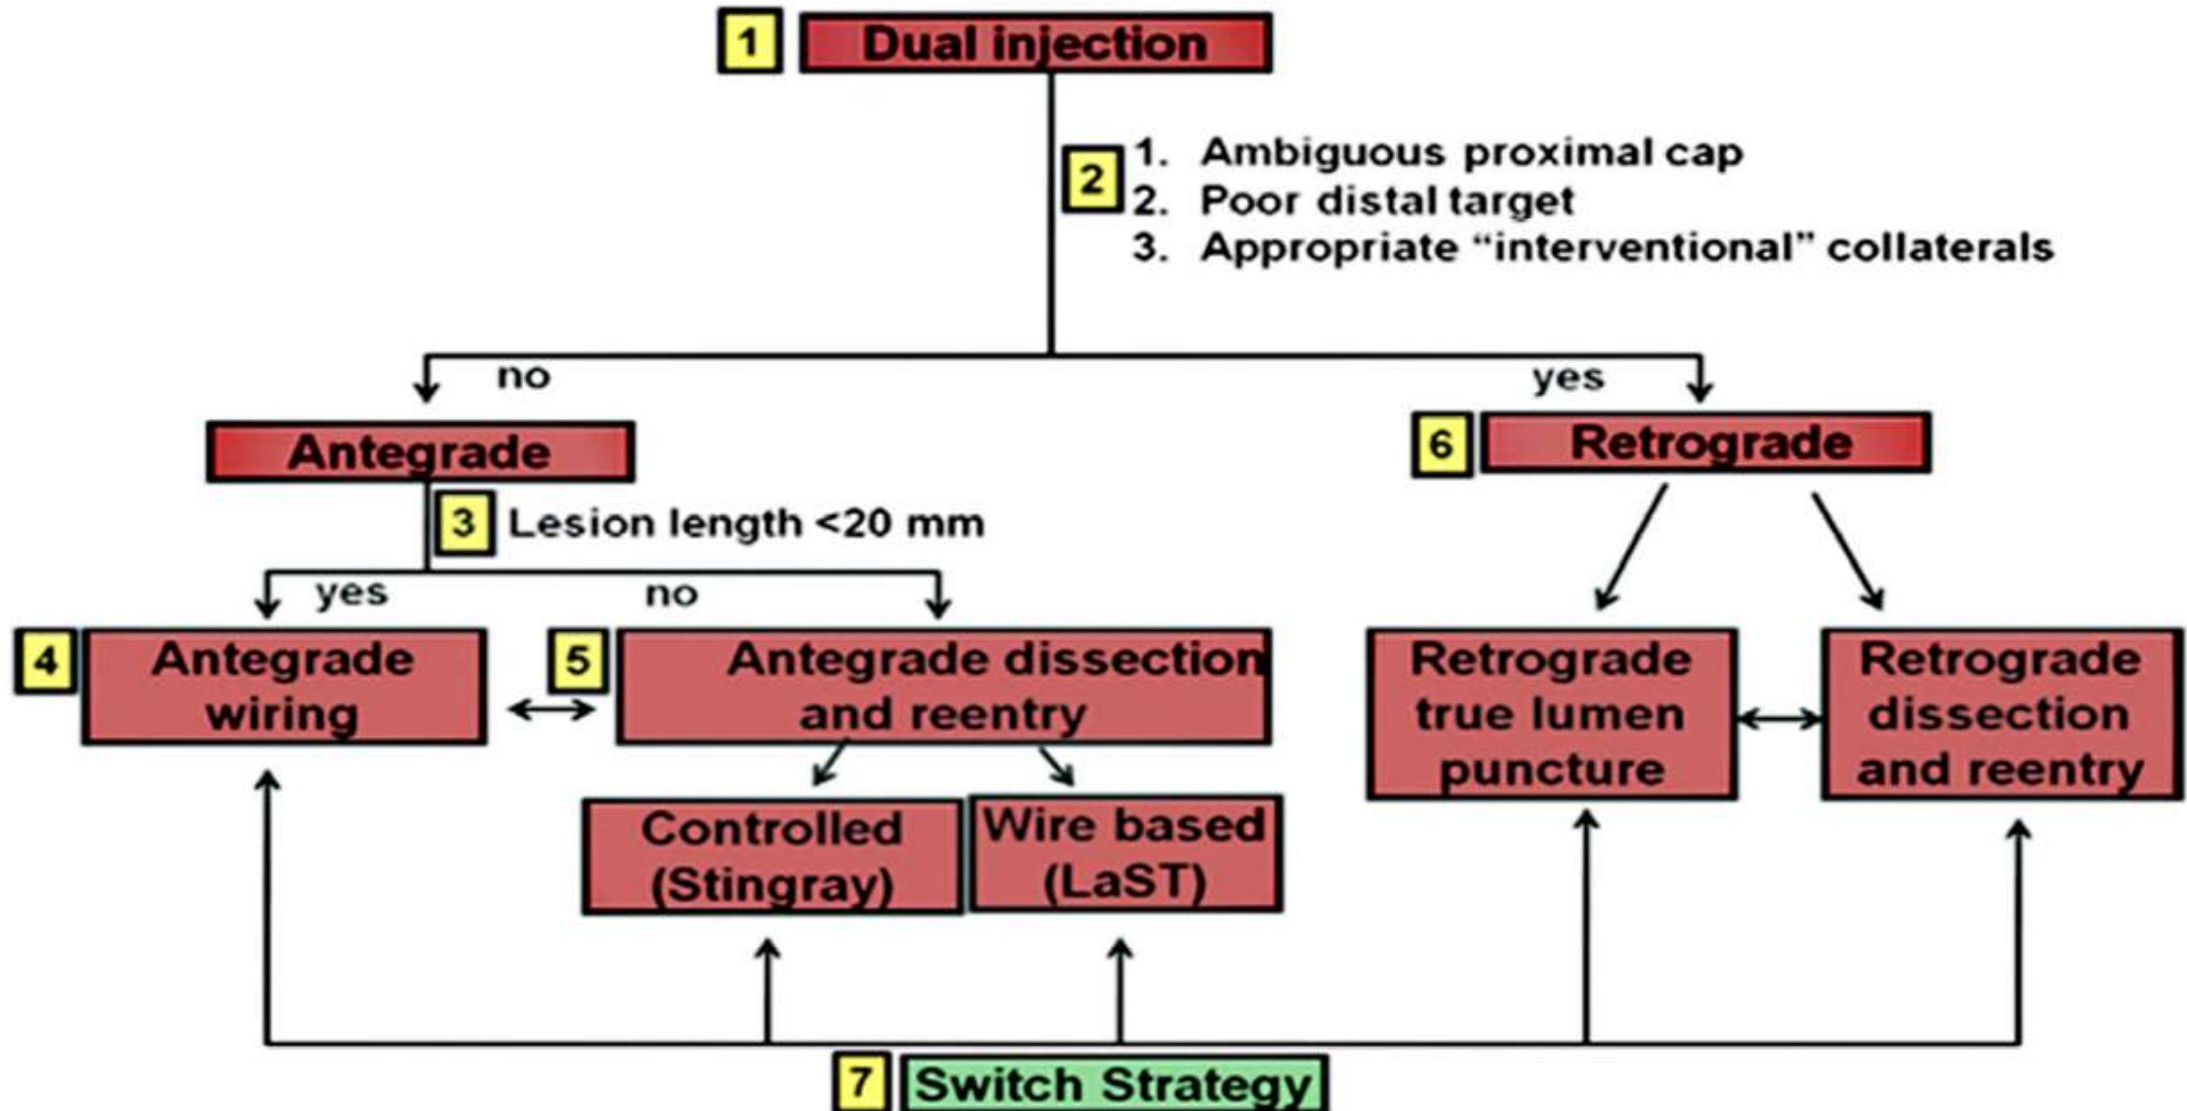 1 Dual injection
2
1. Ambiguous proximal cap
2. Poor distal target
3. Appropriate “interventional” collaterals
no
yes
Antegrade
6 Retrograde
3 Lesion length <20 mm
yes
no
4 Antegrade
wiring
5 Antegrade dissection
and reentry
Retrograde
true lumen
puncture
Retrograde
dissection
and reentry
Controlled
(Stingray)
Wire based
(LaST)
7 Switch Strategy